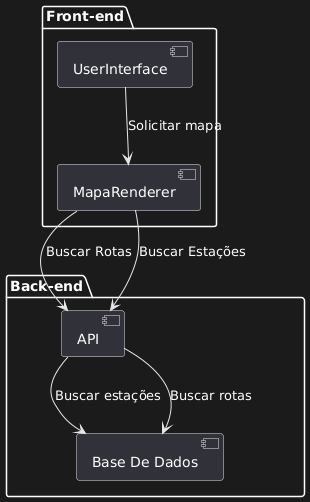 Front-end
UserInterface
Solicitar mapa
MapaRenderer
Buscar Rotas
Buscar Estações
Back-end
API
Buscar estações
Buscar rotas
Base De Dados